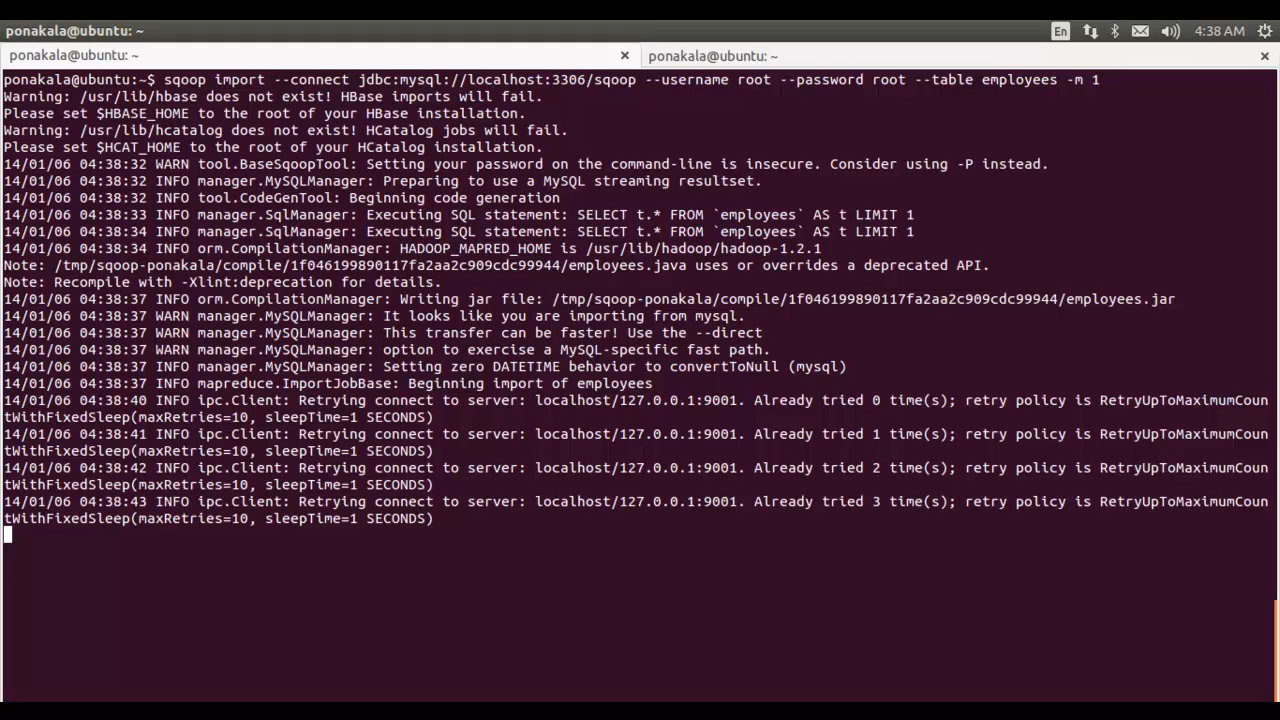 ponakala@ubuntu: ~
En
4:38 AM
ponakala@ubuntu: ~ × ponakala@ubuntu: ~ ×
ponakala@ubuntu:~$ sqoop import --connect jdbc:mysql://localhost:3306/sqoop --username root --password root --table employees -m 1
Warning: /usr/lib/hbase does not exist! HBase imports will fail.
Please set $HBASE_HOME to the root of your HBase installation.
Warning: /usr/lib/hcatalog does not exist! HCatalog jobs will fail.
Please set $HCAT_HOME to the root of your HCatalog installation.
14/01/06 04:38:32 WARN tool.BaseSqoopTool: Setting your password on the command-line is insecure. Consider using -P instead.
14/01/06 04:38:32 INFO manager.MySQLManager: Preparing to use a MySQL streaming resultset.
14/01/06 04:38:32 INFO tool.CodeGenTool: Beginning code generation
14/01/06 04:38:33 INFO manager.SqlManager: Executing SQL statement: SELECT t.* FROM `employees` AS t LIMIT 1
14/01/06 04:38:34 INFO manager.SqlManager: Executing SQL statement: SELECT t.* FROM `employees` AS t LIMIT 1
14/01/06 04:38:34 INFO orm.CompilationManager: HADOOP_MAPRED_HOME is /usr/lib/hadoop/hadoop-1.2.1
Note: /tmp/sqoop-ponakala/compile/1f046199890117fa2aa2c909cdc99944/employees.java uses or overrides a deprecated API.
Note: Recompile with -Xlint:deprecation for details.
14/01/06 04:38:37 INFO orm.CompilationManager: Writing jar file: /tmp/sqoop-ponakala/compile/1f046199890117fa2aa2c909cdc99944/employees.jar
14/01/06 04:38:37 WARN manager.MySQLManager: It looks like you are importing from mysql.
14/01/06 04:38:37 WARN manager.MySQLManager: This transfer can be faster! Use the --direct
14/01/06 04:38:37 WARN manager.MySQLManager: option to exercise a MySQL-specific fast path.
14/01/06 04:38:37 INFO manager.MySQLManager: Setting zero DATETIME behavior to convertToNull (mysql)
14/01/06 04:38:37 INFO mapreduce.ImportJobBase: Beginning import of employees
14/01/06 04:38:40 INFO ipc.Client: Retrying connect to server: localhost/127.0.0.1:9001. Already tried 0 time(s); retry policy is RetryUpToMaximumCoun
tWithFixedSleep(maxRetries=10, sleepTime=1 SECONDS)
14/01/06 04:38:41 INFO ipc.Client: Retrying connect to server: localhost/127.0.0.1:9001. Already tried 1 time(s); retry policy is RetryUpToMaximumCoun
tWithFixedSleep(maxRetries=10, sleepTime=1 SECONDS)
14/01/06 04:38:42 INFO ipc.Client: Retrying connect to server: localhost/127.0.0.1:9001. Already tried 2 time(s); retry policy is RetryUpToMaximumCoun
tWithFixedSleep(maxRetries=10, sleepTime=1 SECONDS)
14/01/06 04:38:43 INFO ipc.Client: Retrying connect to server: localhost/127.0.0.1:9001. Already tried 3 time(s); retry policy is RetryUpToMaximumCoun
tWithFixedSleep(maxRetries=10, sleepTime=1 SECONDS)